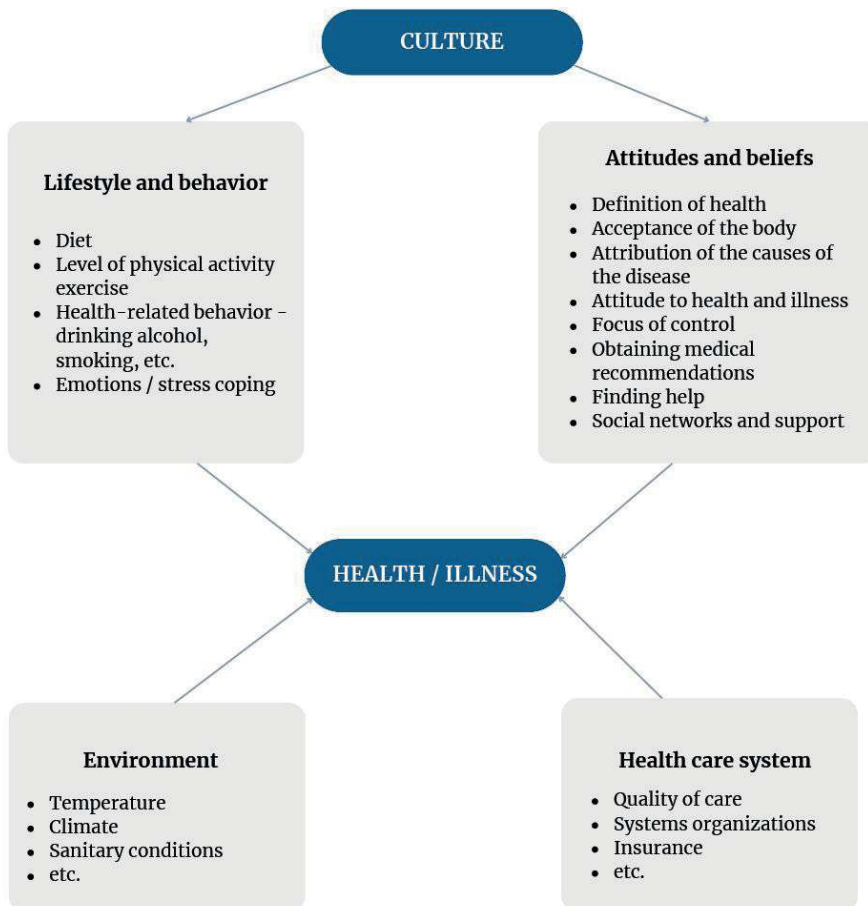 CULTURE
Lifestyle and behavior
• Diet
• Level of physical activity
exercise
• Health-related behavior -
drinking alcohol,
smoking, etc.
• Emotions / stress coping
Attitudes and beliefs
• Definition of health
• Acceptance of the body
• Attribution of the causes of
the disease
• Attitude to health and illness
• Focus of control
• Obtaining medical
recommendations
• Finding help
• Social networks and support
HEALTH / ILLNESS
Environment
• Temperature
• Climate
• Sanitary conditions
• etc.
Health care system
• Quality of care
• Systems organizations
• Insurance
• etc.